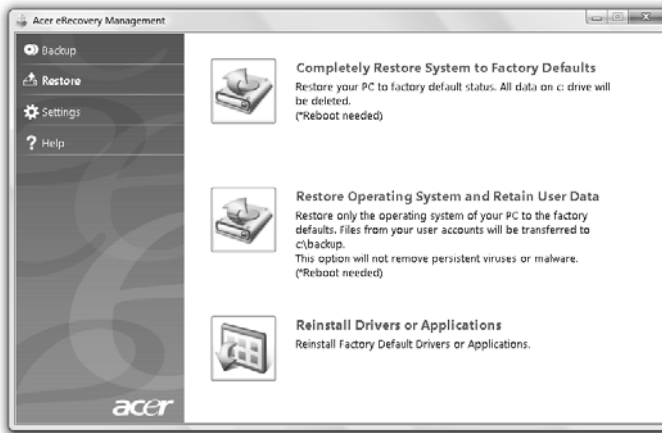 Acer eRecovery Management
Backup
Restore
Settings
Help
Completely Restore System to Factory Defaults
Restore your PC to factory default status. All data on c: drive will
be deleted.
(*Reboot needed)
Restore Operating System and Retain User Data
Restore only the operating system of your PC to the factory
defaults. Files from your user accounts will be transferred to
c:\backup.
This option will not remove persistent viruses or malware.
(*Reboot needed)
Reinstall Drivers or Applications
Reinstall Factory Default Drivers or Applications.
acer